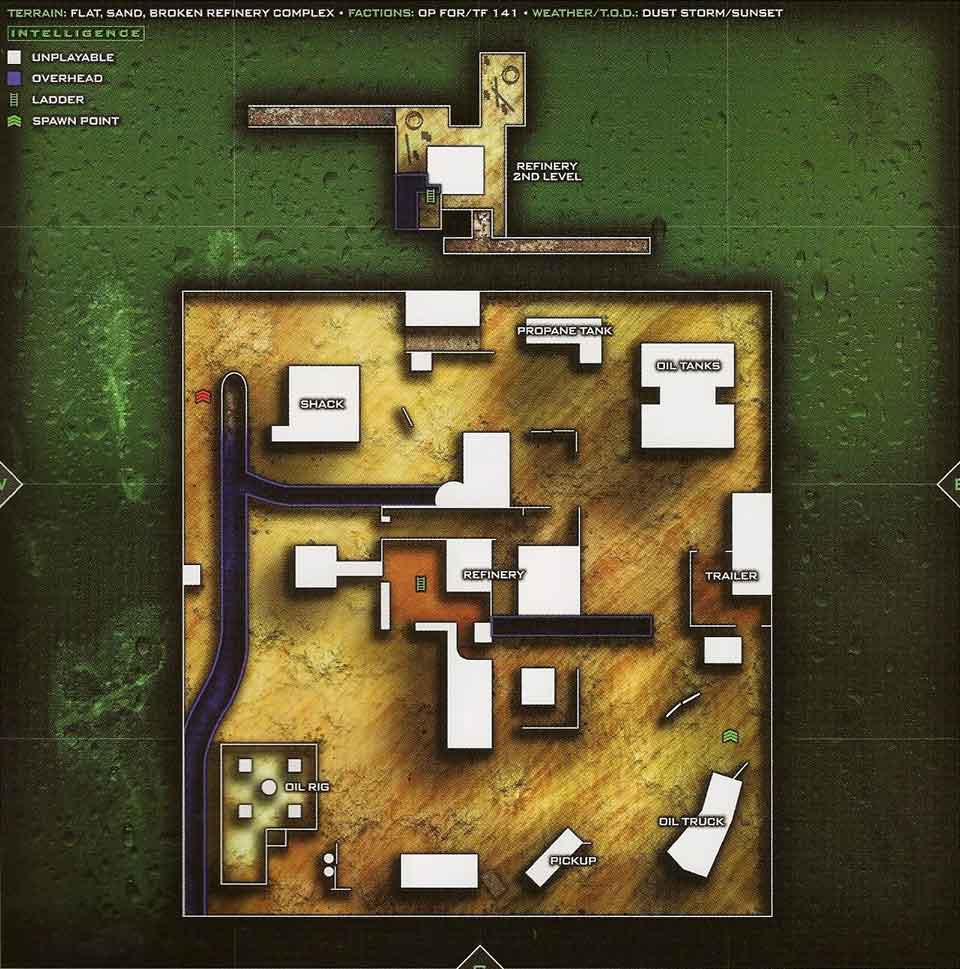 TERRAIN: FLAT, SAND, BROKEN REFINERY COMPLEX • FACTIONS: OP FOR/TF 141 • WEATHER/T.O.D.: DUST STORM/SUNSET
INTELLIGENCE
UNPLAYABLE
OVERHEAD
LADDER
SPAWN POINT
REFINERY
2ND LEVEL
PROPANE TANK
OIL TANKS
SHACK
REFINERY
TRAILER
OIL RIG
OIL TRUCK
PICKUP